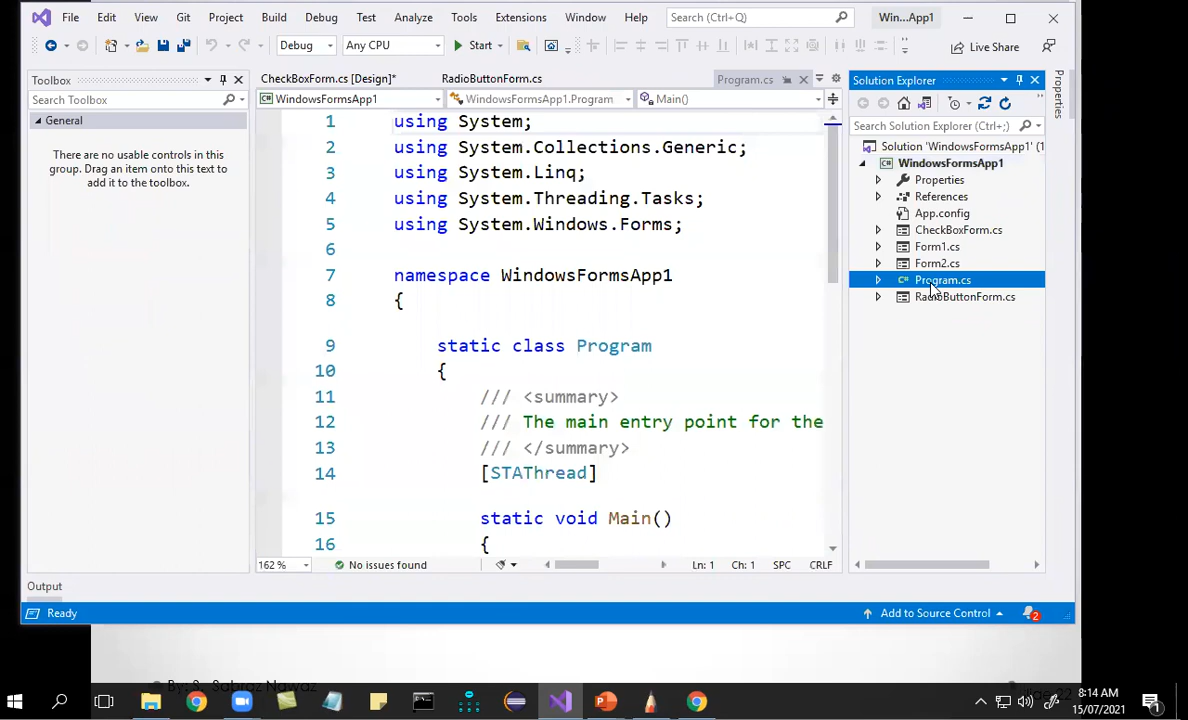 File Edit View Git Project Build Debug Test Analyze Tools Extensions Window Help Search (Ctrl+Q) Win...App1
Debug Any CPU Start Live Share
Toolbox
Search Toolbox
General
There are no usable controls in this
group. Drag an item onto this text to
add it to the toolbox.
CheckBoxForm.cs [Design]* RadioButtonForm.cs Program.cs
WindowsFormsApp1 WindowsFormsApp1.Program Main()
1 using System;
2 using System.Collections.Generic;
3 using System.Linq;
4 using System.Threading.Tasks;
5 using System.Windows.Forms;
6
7 namespace WindowsFormsApp1
8 {
9 static class Program
10 {
11 /// <summary>
12 /// The main entry point for the
13 /// </summary>
14 [STAThread]
15 static void Main()
16 {
162 % No issues found Ln: 1 Ch: 1 SPC CRLF
Solution Explorer
Search Solution Explorer (Ctrl+;)
Solution 'WindowsFormsApp1' (1
WindowsFormsApp1
Properties
References
App.config
CheckBoxForm.cs
Form1.cs
Form2.cs
Program.cs
RadioButtonForm.cs
Properties
Output
Ready Add to Source Control 2
By: S. Sabraz Nawaz
8:14 AM
15/07/2021
1